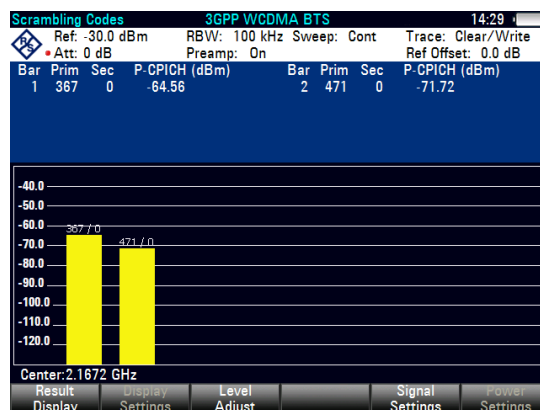 Scrambling Codes 3GPP WCDMA BTS 14:29
Ref: -30.0 dBm RBW: 100 kHz Sweep: Cont Trace: Clear/Write
Att: 0 dB Preamp: On Ref Offset: 0.0 dB
Bar Prim Sec P-CPICH (dBm) Bar Prim Sec P-CPICH (dBm)
1 367 0 -64.56 2 471 0 -71.72
-40.0
-50.0
-60.0
367 / 0
-70.0
471 / 0
-80.0
-90.0
-100.0
-110.0
-120.0
Center:2.1672 GHz
Result Display Level Signal Power
Display Settings Adjust Settings Settings